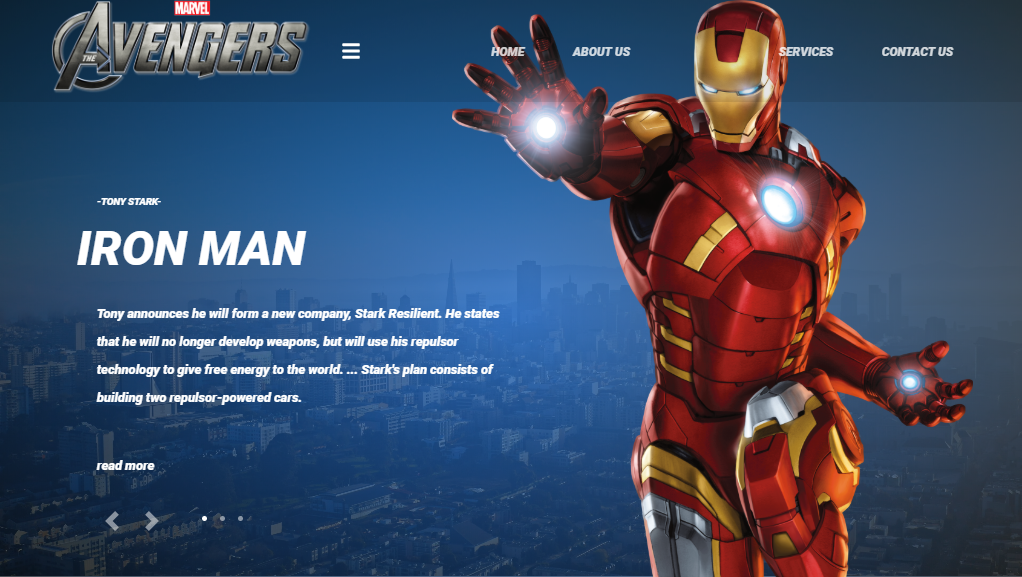 MARVEL
THE AVENGERS
HOME ABOUT US SERVICES CONTACT US
-TONY STARK-
IRON MAN
Tony announces he will form a new company, Stark Resilient. He states
that he will no longer develop weapons, but will use his repulsor
technology to give free energy to the world. ... Stark's plan consists of
building two repulsor-powered cars.
read more